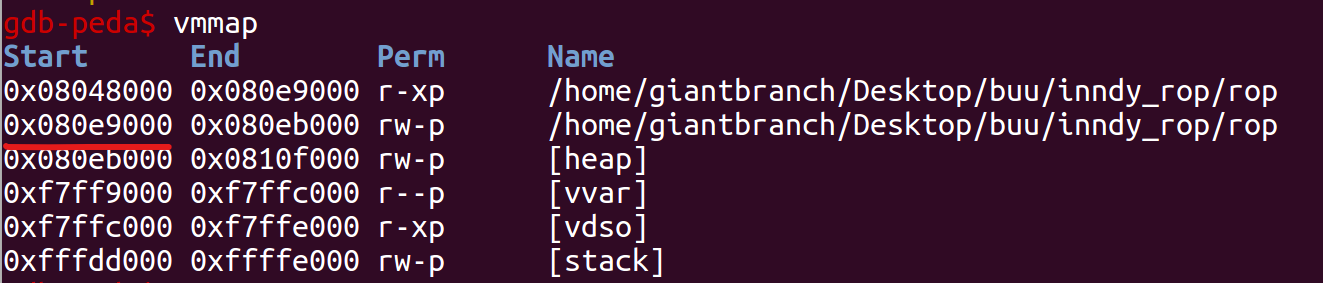 gdb-peda$ vmmap
Start End Perm Name
0x08048000 0x080e9000 r-xp /home/giantbranch/Desktop/buu/inndy_rop/rop
0x080e9000 0x080eb000 rw-p /home/giantbranch/Desktop/buu/inndy_rop/rop
0x080eb000 0x0810f000 rw-p [heap]
0xf7ff9000 0xf7ffc000 r--p [vvar]
0xf7ffc000 0xf7ffe000 r-xp [vdso]
0xfffdd000 0xffffe000 rw-p [stack]